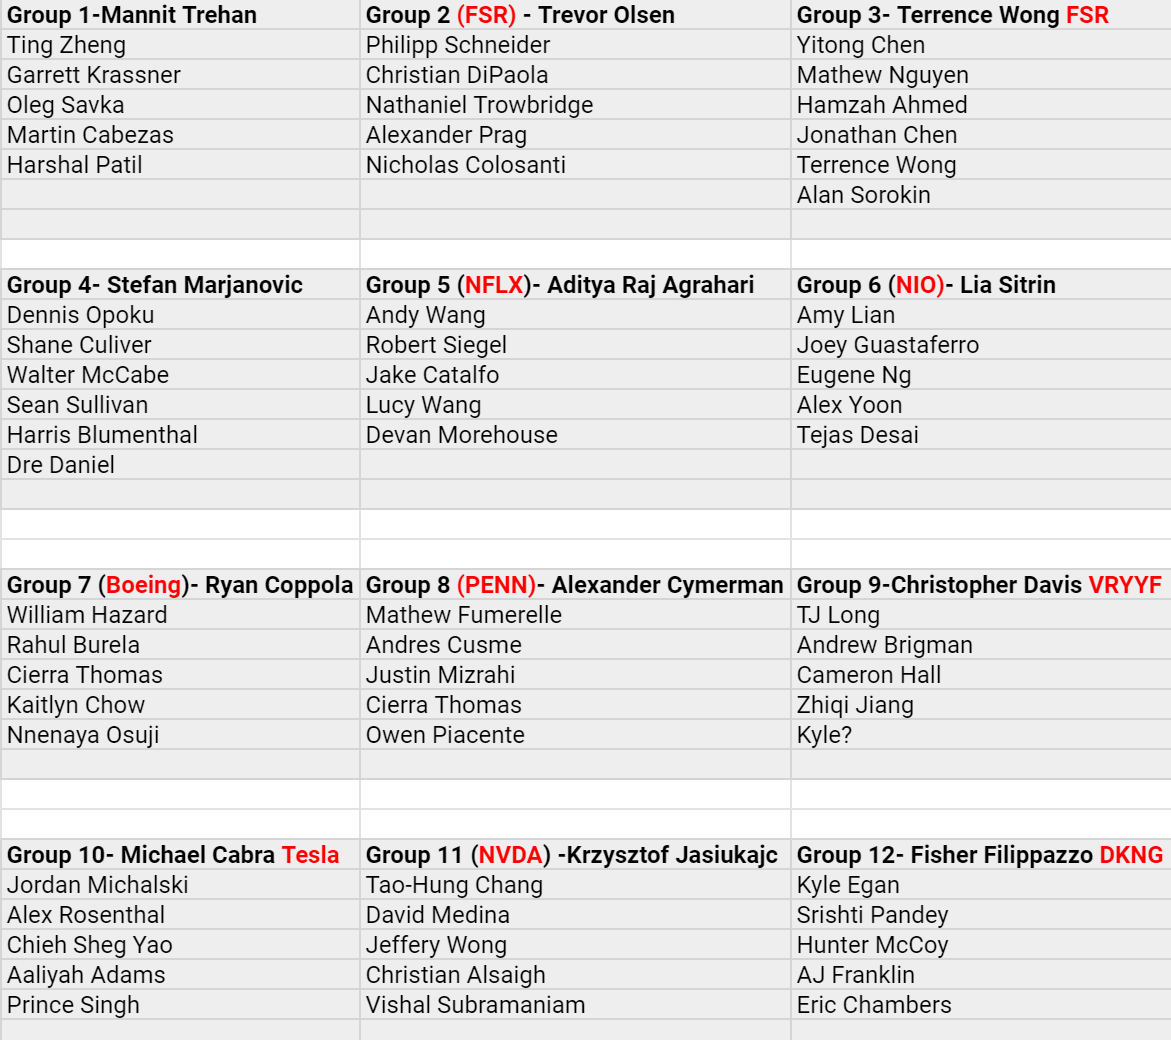 Group 1-Mannit Trehan
Ting Zheng
Garrett Krassner
Oleg Savka
Martin Cabezas
Harshal Patil
Group 2 (FSR) - Trevor Olsen
Philipp Schneider
Christian DiPaola
Nathaniel Trowbridge
Alexander Prag
Nicholas Colosanti
Group 3- Terrence Wong FSR
Yitong Chen
Mathew Nguyen
Hamzah Ahmed
Jonathan Chen
Terrence Wong
Alan Sorokin
Group 4- Stefan Marjanovic
Dennis Opoku
Shane Culiver
Walter McCabe
Sean Sullivan
Harris Blumenthal
Dre Daniel
Group 5 (NFLX)- Aditya Raj Agrahari
Andy Wang
Robert Siegel
Jake Catalfo
Lucy Wang
Devan Morehouse
Group 6 (NIO)- Lia Sitrin
Amy Lian
Joey Guastaferro
Eugene Ng
Alex Yoon
Tejas Desai
Group 7 (Boeing)- Ryan Coppola
William Hazard
Rahul Burela
Cierra Thomas
Kaitlyn Chow
Nnenaya Osuji
Group 8 (PENN)- Alexander Cymerman
Mathew Fumerelle
Andres Cusme
Justin Mizrahi
Cierra Thomas
Owen Piacente
Group 9-Christopher Davis VRYYF
TJ Long
Andrew Brigman
Cameron Hall
Zhiqi Jiang
Kyle?
Group 10- Michael Cabra Tesla
Jordan Michalski
Alex Rosenthal
Chieh Sheg Yao
Aaliyah Adams
Prince Singh
Group 11 (NVDA) -Krzysztof Jasiukajc
Tao-Hung Chang
David Medina
Jeffery Wong
Christian Alsaigh
Vishal Subramaniam
Group 12- Fisher Filippazzo DKNG
Kyle Egan
Srishti Pandey
Hunter McCoy
AJ Franklin
Eric Chambers